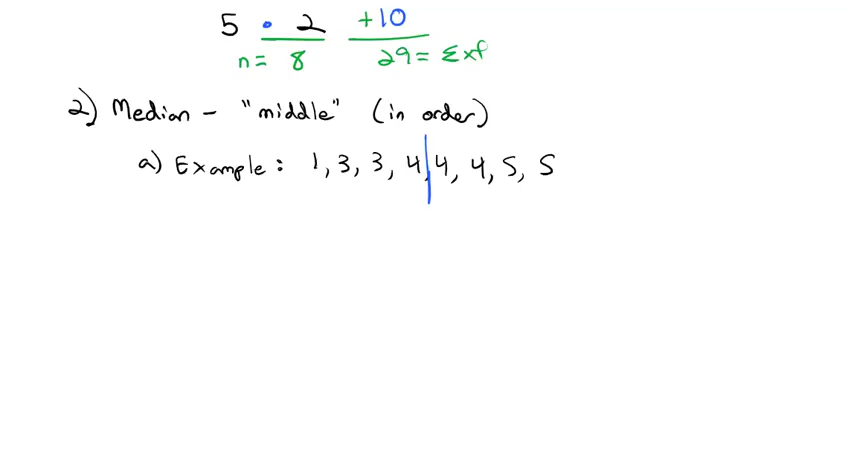 5 · 2 +10
n = 8 29 = Σxf
2) Median – "middle" (in order)
a) Example: 1, 3, 3, 4, 4, 4, 5, 5